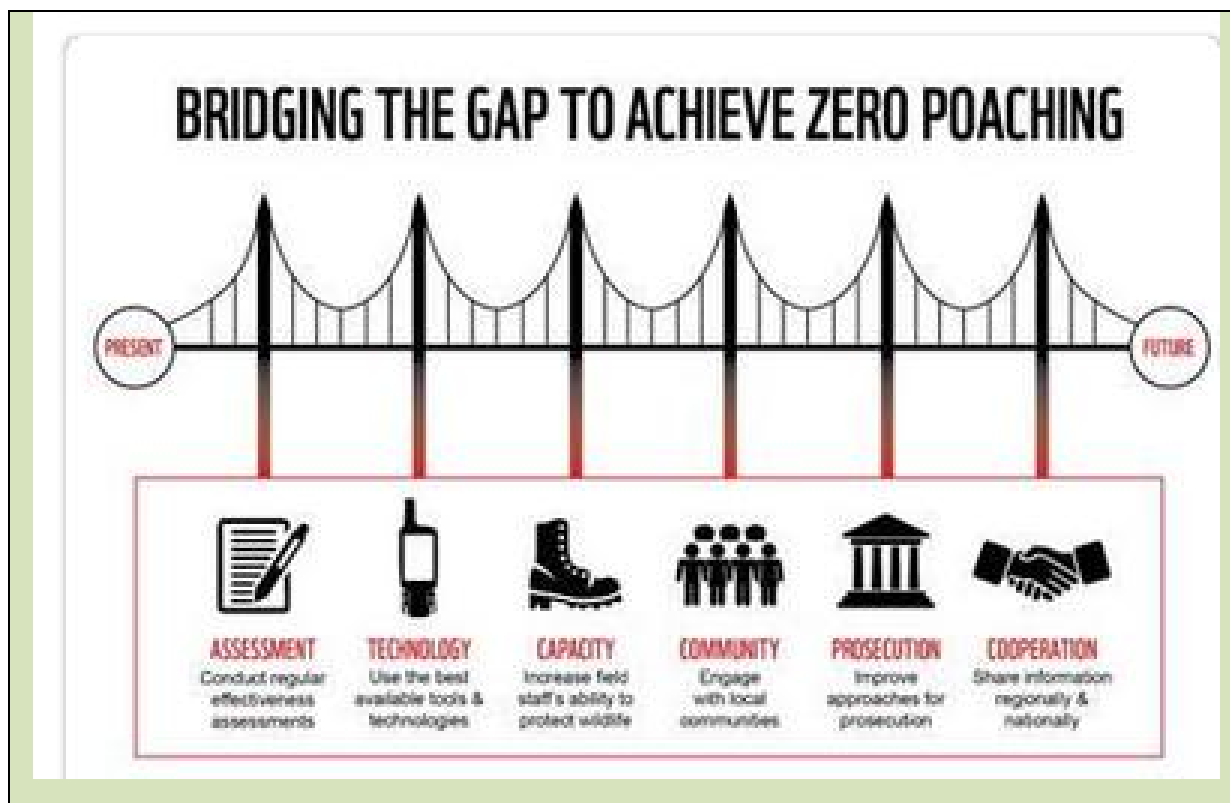 BRIDGING THE GAP TO ACHIEVE ZERO POACHING
PRESENT
FUTURE
ASSESSMENT
Conduct regular
effectiveness
assessments
TECHNOLOGY
Use the best
available tools &
technologies
CAPACITY
Increase field
staff's ability to
protect wildlife
COMMUNITY
Engage
with local
communities
PROSECUTION
Improve
approaches for
prosecution
COOPERATION
Share information
regionally &
nationally